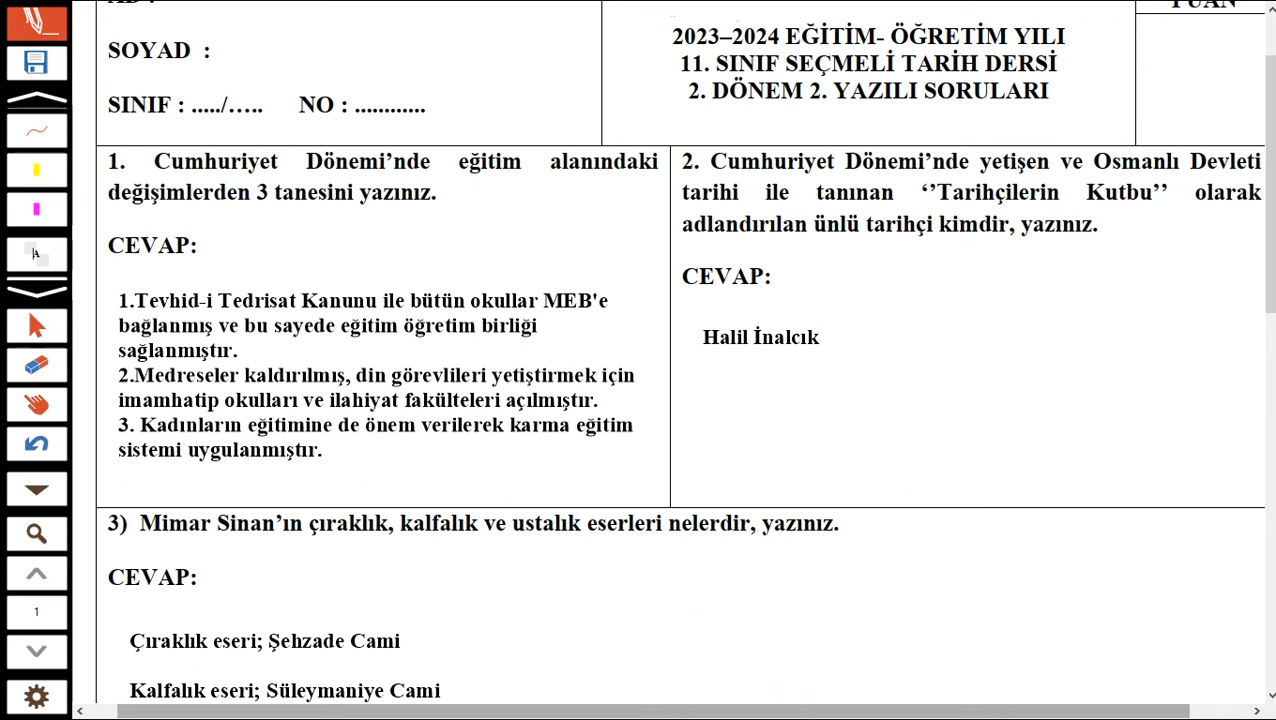 SOYAD :
SINIF : ...../…..    NO : ............
2023–2024 EĞİTİM- ÖĞRETİM YILI
11. SINIF SEÇMELİ TARİH DERSİ
2. DÖNEM 2. YAZILI SORULARI
PUAN
1. Cumhuriyet Dönemi’nde eğitim alanındaki
değişimlerden 3 tanesini yazınız.
CEVAP:
1.Tevhid-i Tedrisat Kanunu ile bütün okullar MEB'e
bağlanmış ve bu sayede eğitim öğretim birliği
sağlanmıştır.
2.Medreseler kaldırılmış, din görevlileri yetiştirmek için
imamhatip okulları ve ilahiyat fakülteleri açılmıştır.
3. Kadınların eğitimine de önem verilerek karma eğitim
sistemi uygulanmıştır.
2. Cumhuriyet Dönemi’nde yetişen ve Osmanlı Devleti
tarihi ile tanınan ‘’Tarihçilerin Kutbu’’ olarak
adlandırılan ünlü tarihçi kimdir, yazınız.
CEVAP:
Halil İnalcık
3) Mimar Sinan’ın çıraklık, kalfalık ve ustalık eserleri nelerdir, yazınız.
CEVAP:
Çıraklık eseri; Şehzade Cami
Kalfalık eseri; Süleymaniye Cami
A
1